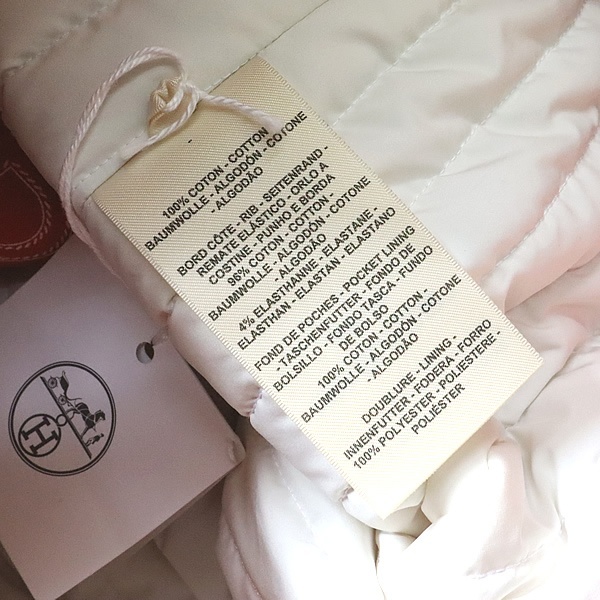 100% COTON - COTTON
BAUMWOLLE - ALGODÓN - COTONE
- ALGODÃO
BORD CÔTE - RIB - SEITENRAND -
REMATE ELÁSTICO - ORLO A
COSTINE - PUNHO E BORDA
96% COTON - COTTON -
BAUMWOLLE - ALGODÓN - COTONE
- ALGODÃO
4% ELASTHANNE - ELASTANE -
ELASTHAN - ELASTAN - ELASTANO
FOND DE POCHES - POCKET LINING
- TASCHENFUTTER - FONDO DE
BOLSILLO - FONDO TASCA - FUNDO
DE BOLSO
100% COTON - COTTON -
BAUMWOLLE - ALGODÓN - COTONE
- ALGODÃO
DOUBLURE - LINING -
INNENFUTTER - FODERA - FORRO
100% POLYESTER - POLIESTERE -
POLIÉSTER
H